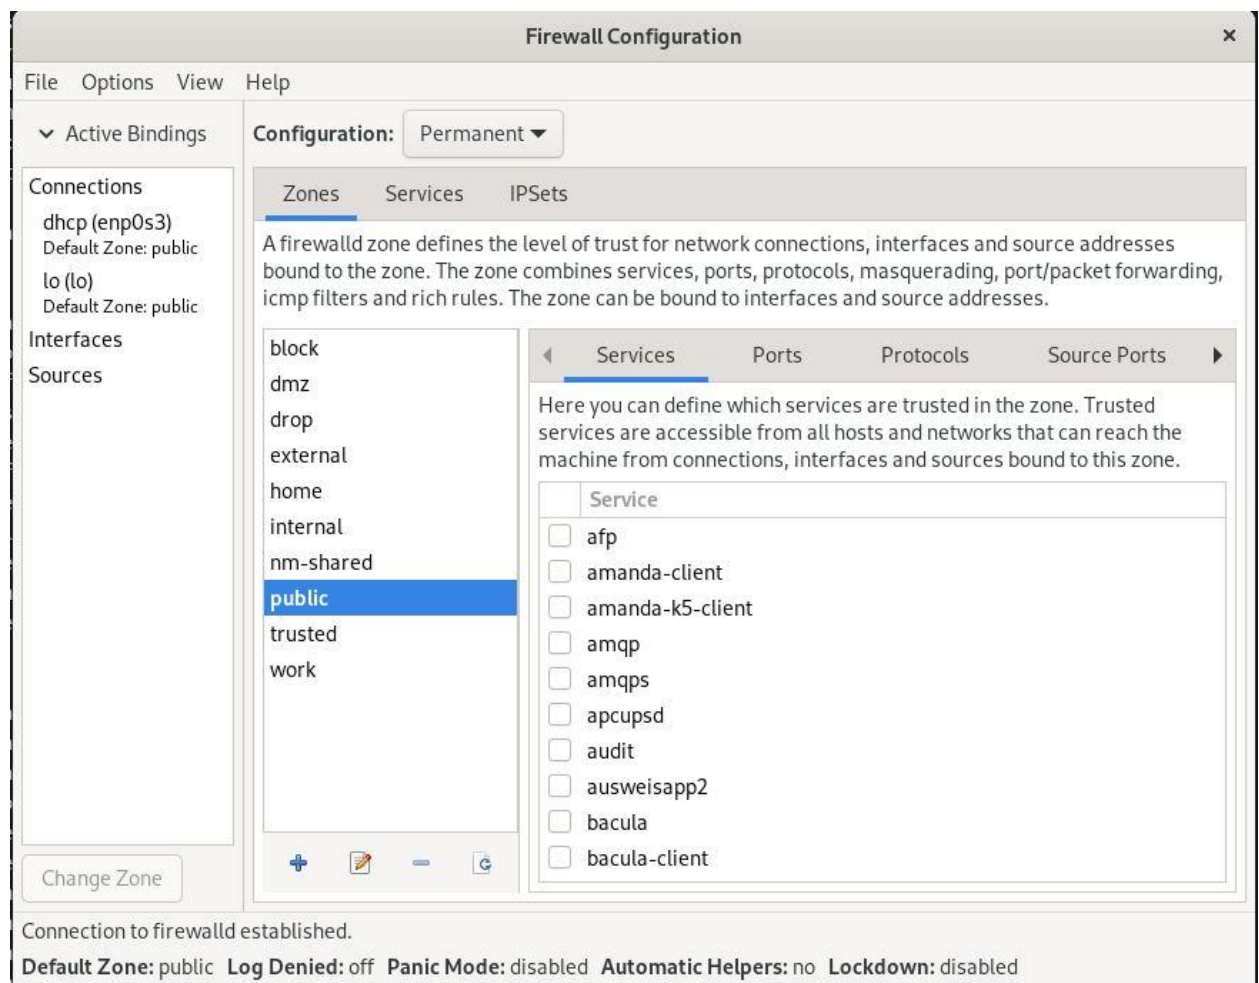 Firewall Configuration
×
File Options View Help
Active Bindings
Connections
dhcp (enp0s3)
Default Zone: public
lo (lo)
Default Zone: public
Interfaces
Sources
Change Zone
Configuration: Permanent
Zones Services IPSets
A firewalld zone defines the level of trust for network connections, interfaces and source addresses
bound to the zone. The zone combines services, ports, protocols, masquerading, port/packet forwarding,
icmp filters and rich rules. The zone can be bound to interfaces and source addresses.
block
dmz
drop
external
home
internal
nm-shared
public
trusted
work
Services Ports Protocols Source Ports
Here you can define which services are trusted in the zone. Trusted
services are accessible from all hosts and networks that can reach the
machine from connections, interfaces and sources bound to this zone.
Service
afp
amanda-client
amanda-k5-client
amqp
amqps
apcupsd
audit
ausweisapp2
bacula
bacula-client
Connection to firewalld established.
Default Zone: public Log Denied: off Panic Mode: disabled Automatic Helpers: no Lockdown: disabled